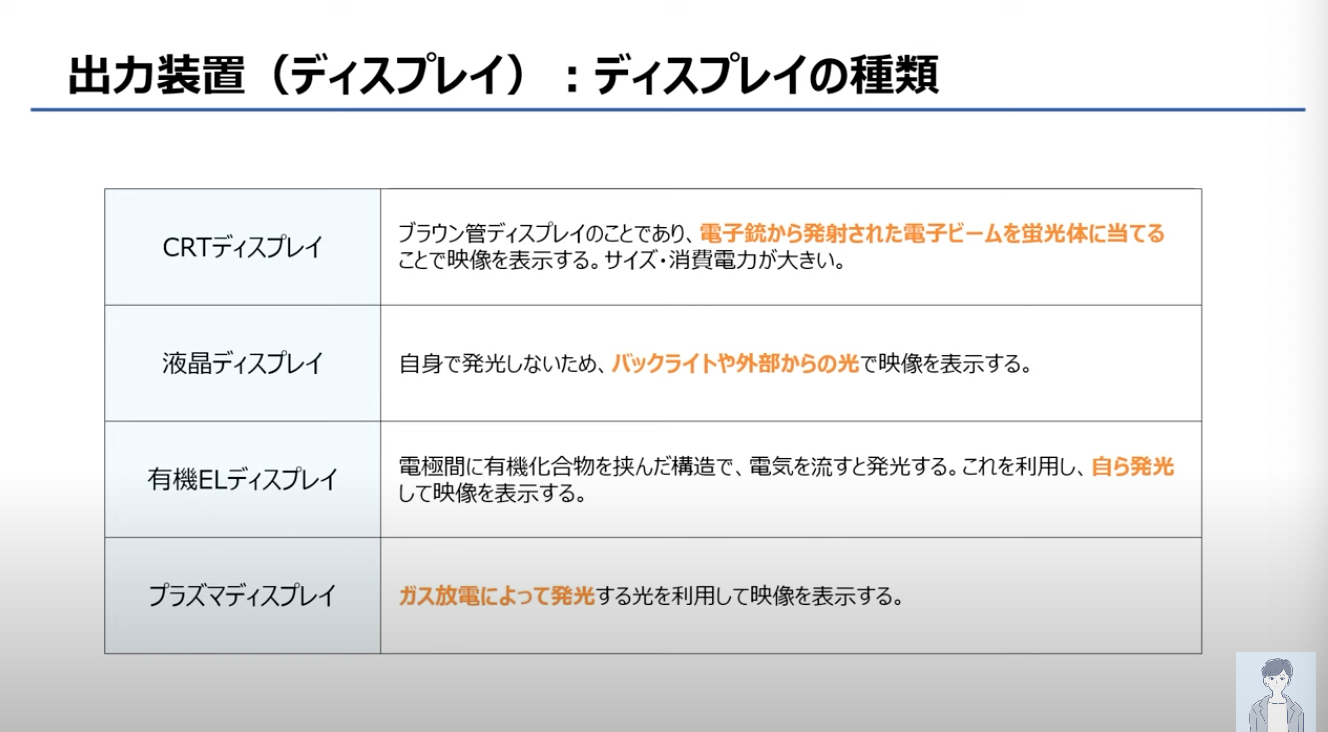 出力装置（ディスプレイ）：ディスプレイの種類
CRTディスプレイ
ブラウン管ディスプレイのことであり、電子銃から発射された電子ビームを蛍光体に当てる
ことで映像を表示する。サイズ・消費電力が大きい。
液晶ディスプレイ
自身で発光しないため、バックライトや外部からの光で映像を表示する。
有機ELディスプレイ
電極間に有機化合物を挟んだ構造で、電気を流すと発光する。これを利用し、自ら発光
して映像を表示する。
プラズマディスプレイ
ガス放電によって発光する光を利用して映像を表示する。